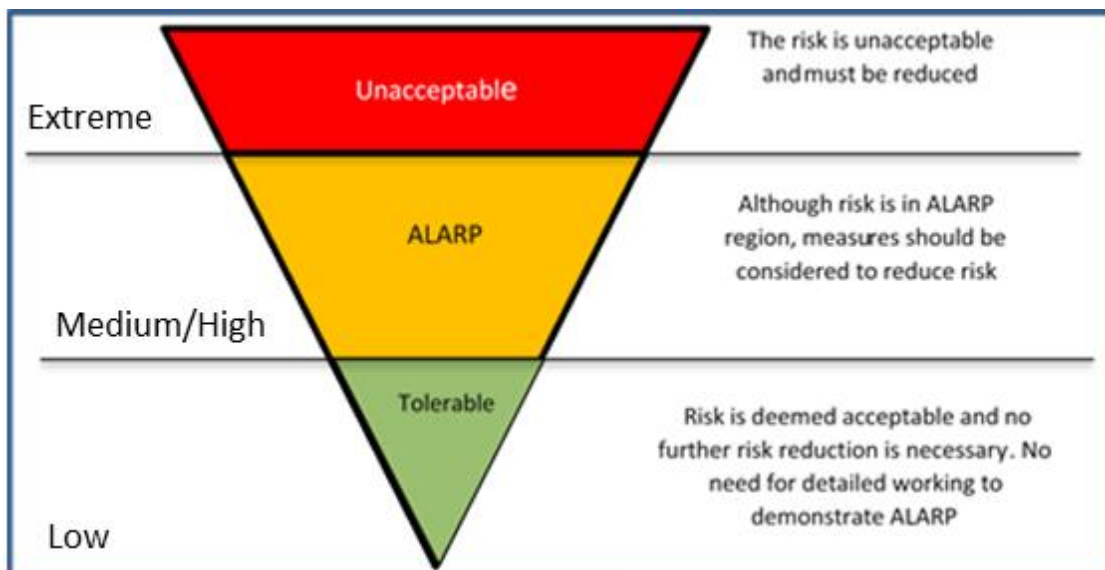 Extreme
Unacceptable
The risk is unacceptable
and must be reduced
Medium/High
ALARP
Although risk is in ALARP
region, measures should be
considered to reduce risk
Low
Tolerable
Risk is deemed acceptable and no
further risk reduction is necessary. No
need for detailed working to
demonstrate ALARP